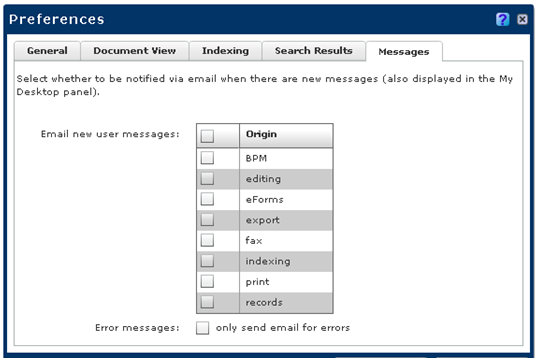 Preferences
General Document View Indexing Search Results Messages
Select whether to be notified via email when there are new messages (also displayed in the My
Desktop panel).
Email new user messages: Origin
BPM
editing
eForms
export
fax
indexing
print
records
Error messages: only send email for errors